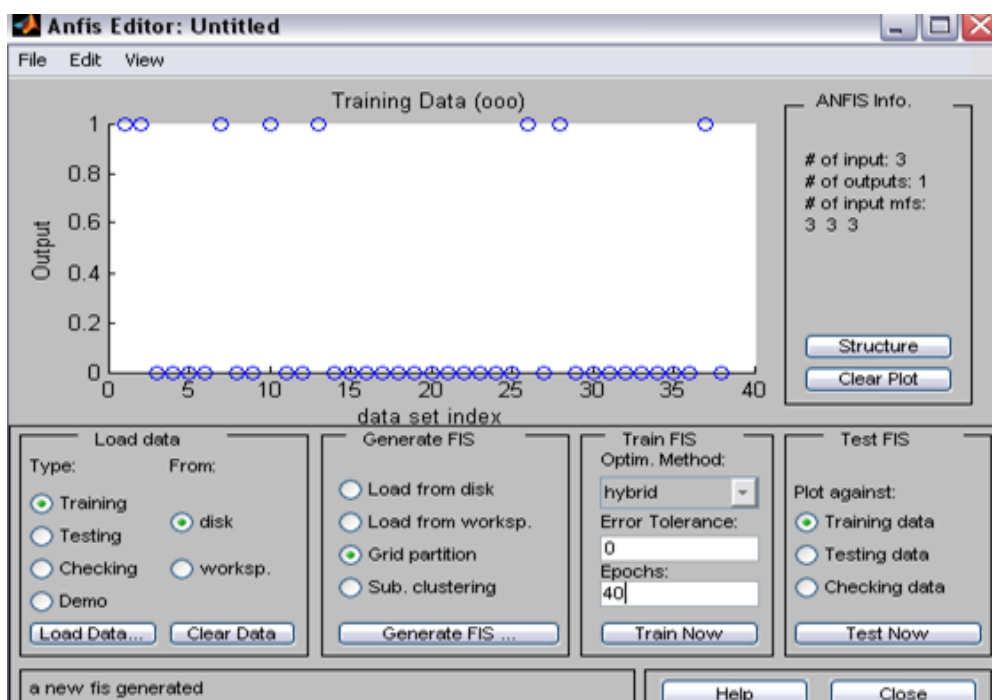 Anfis Editor: Untitled
File Edit View
Training Data (ooo)
1
0.8
0.6
0.4
0.2
0
Output
0 5 10 15 20 25 30 35 40
data set index
ANFIS Info.
# of input: 3
# of outputs: 1
# of input mfs:
3 3 3
Structure
Clear Plot
Load data
Type: From:
Training
Testing
Checking
Demo
disk
worksp.
Load Data... Clear Data
Generate FIS
Load from disk
Load from worksp.
Grid partition
Sub. clustering
Generate FIS ...
Train FIS
Optim. Method:
hybrid
Error Tolerance:
0
Epochs:
40
Train Now
Test FIS
Plot against:
Training data
Testing data
Checking data
Test Now
a new fis generated
Help Close